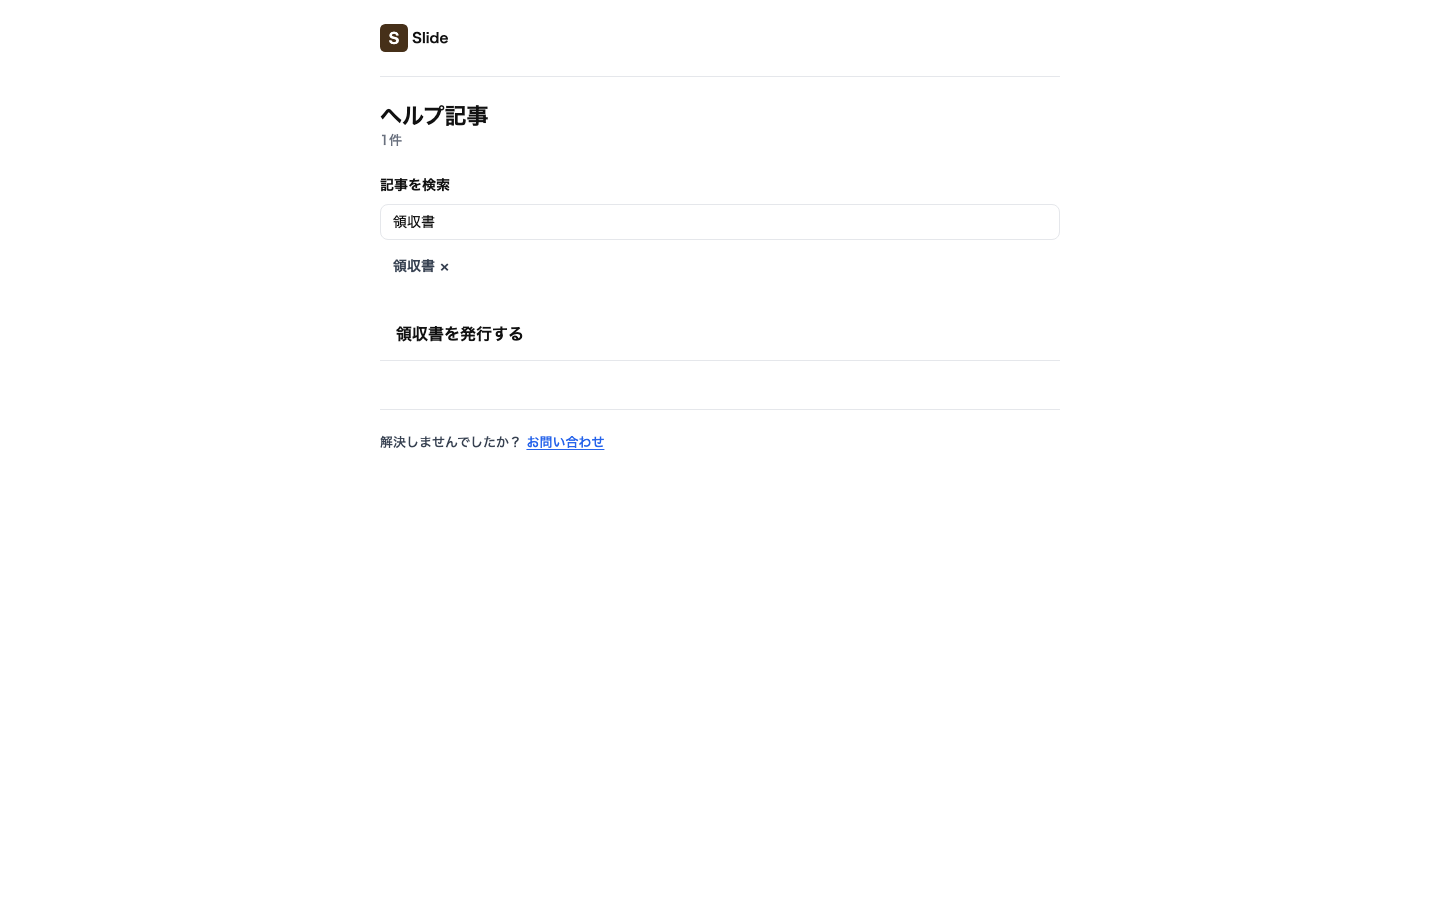 S Slide
ヘルプ記事
1件
記事を検索
領収書
領収書 ×
領収書を発行する
解決しませんでしたか？ お問い合わせ